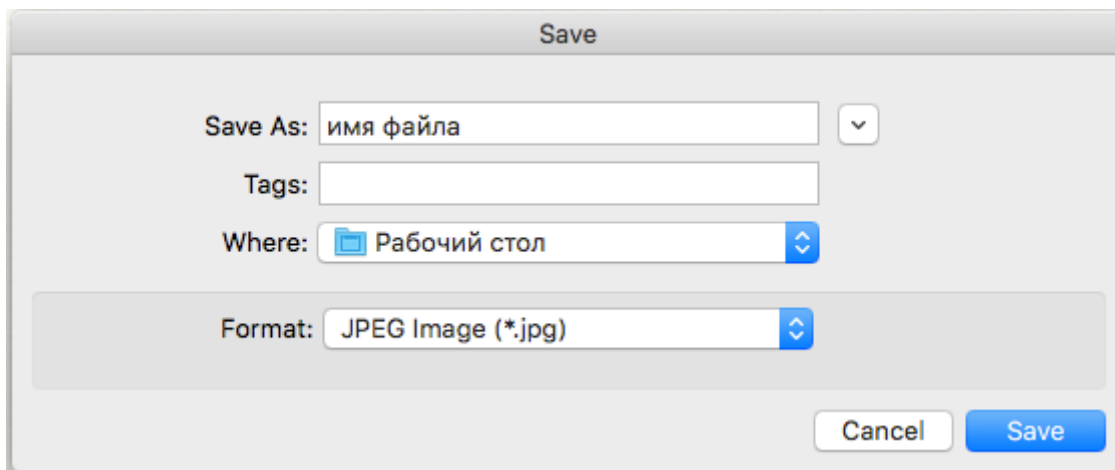 Save
Save As: имя файла
Tags:
Where: Рабочий стол
Format: JPEG Image (*.jpg)
Cancel Save